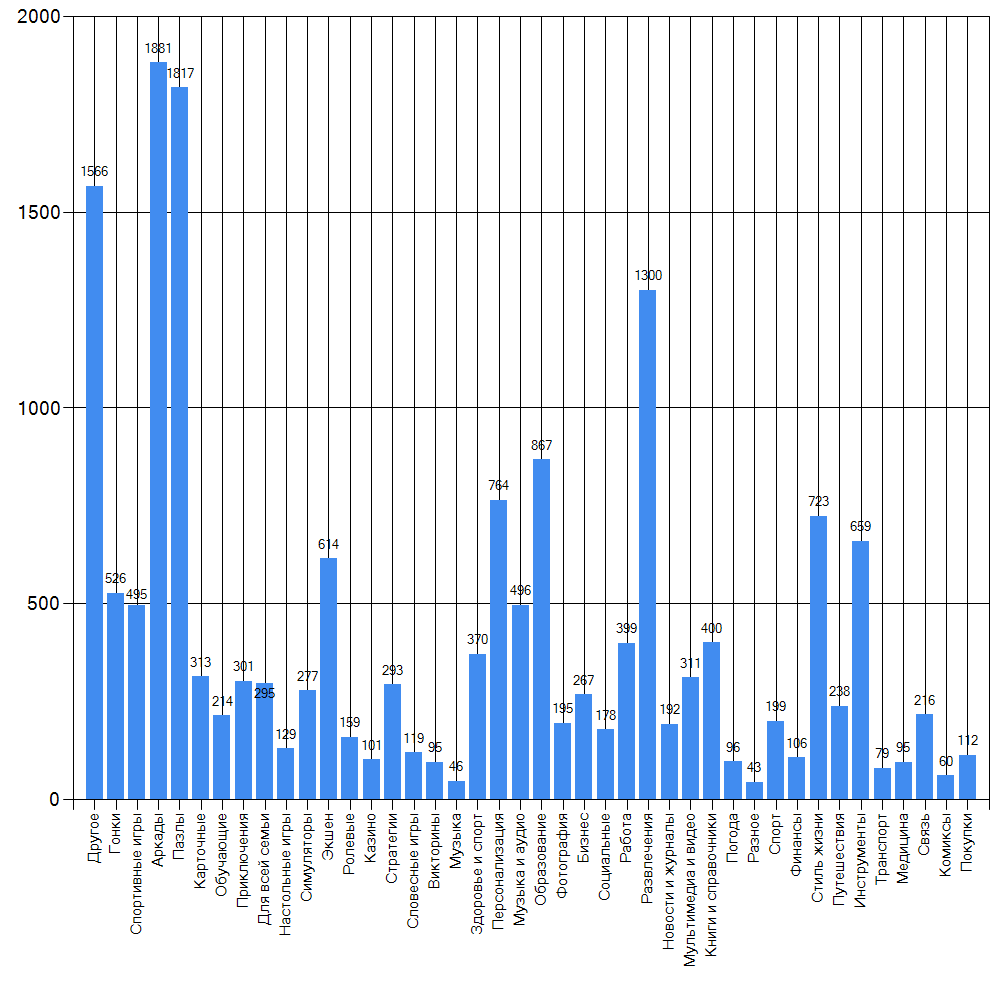 2000
1500
1000
500
0
1566
526
495
1881
1817
313
214
301
295
129
277
614
159
101
293
119
95
46
370
764
496
867
195
267
178
399
1300
192
311
400
96
43
199
106
723
238
659
79
95
216
60
112
Другое
Гонки
Спортивные игры
Аркады
Пазлы
Карточные
Обучающие
Приключения
Для всей семьи
Настольные игры
Симуляторы
Экшен
Ролевые
Казино
Стратегии
Словесные игры
Викторины
Музыка
Здоровье и спорт
Персонализация
Музыка и аудио
Образование
Фотография
Бизнес
Социальные
Работа
Развлечения
Новости и журналы
Мультимедиа и видео
Книги и справочники
Погода
Разное
Спорт
Финансы
Стиль жизни
Путешествия
Инструменты
Транспорт
Медицина
Связь
Комиксы
Покупки